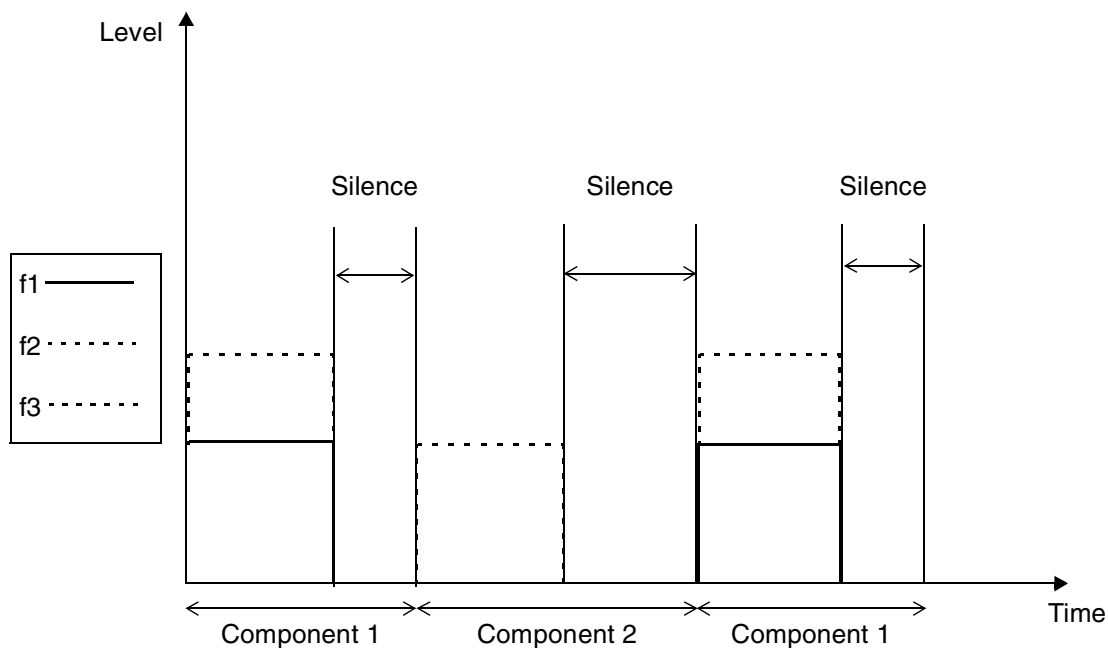 Level
Silence Silence Silence
f1
f2
f3
Time
Component 1 Component 2 Component 1